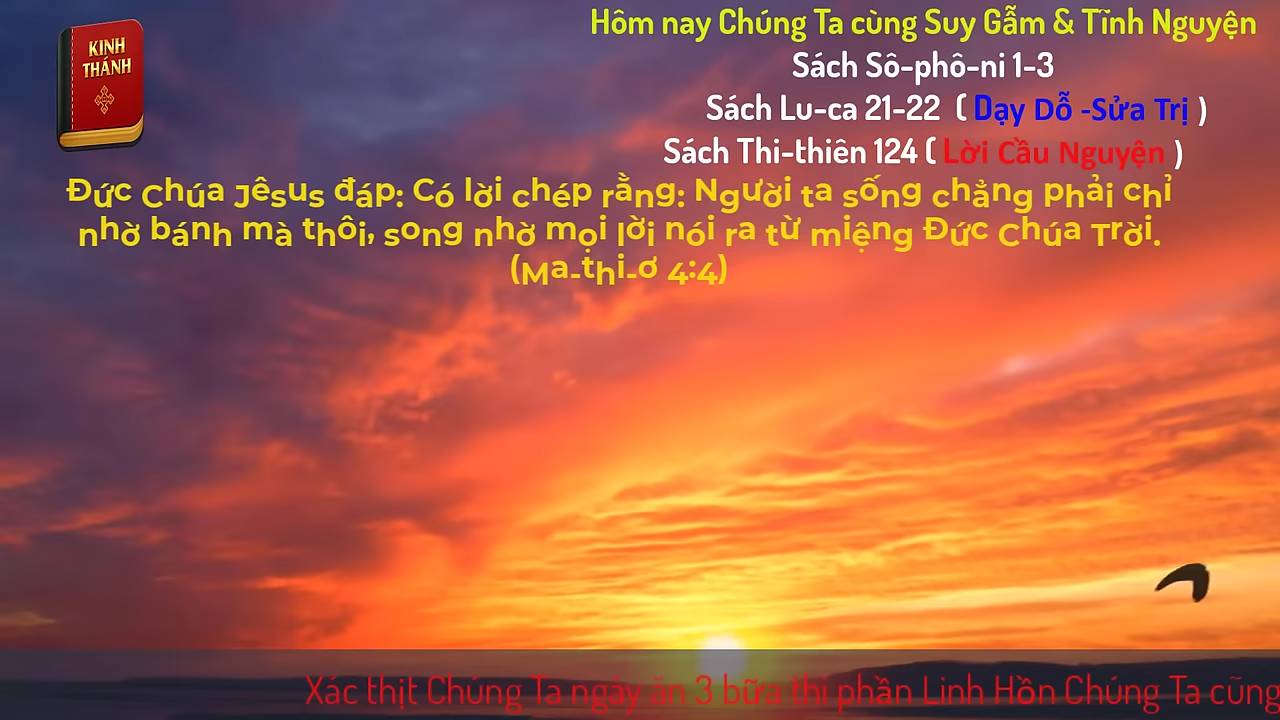 KINH
THÁNH
Hôm nay Chúng Ta cùng Suy Gẫm & Tĩnh Nguyện
Sách Sô-phô-ni 1-3
Sách Lu-ca 21-22 ( Dạy Dỗ -Sửa Trị )
Sách Thi-thiên 124 ( Lời Cầu Nguyện )
Đức Chúa Jêsus đáp: Có lời chép rằng: Người ta sống chẳng phải chỉ
nhờ bánh mà thôi, song nhờ mọi lời nói ra từ miệng Đức Chúa Trời.
(Ma-thi-ơ 4:4)
Xác thịt Chúng Ta ngày ăn 3 bữa thì phần Linh Hồn Chúng Ta cũng